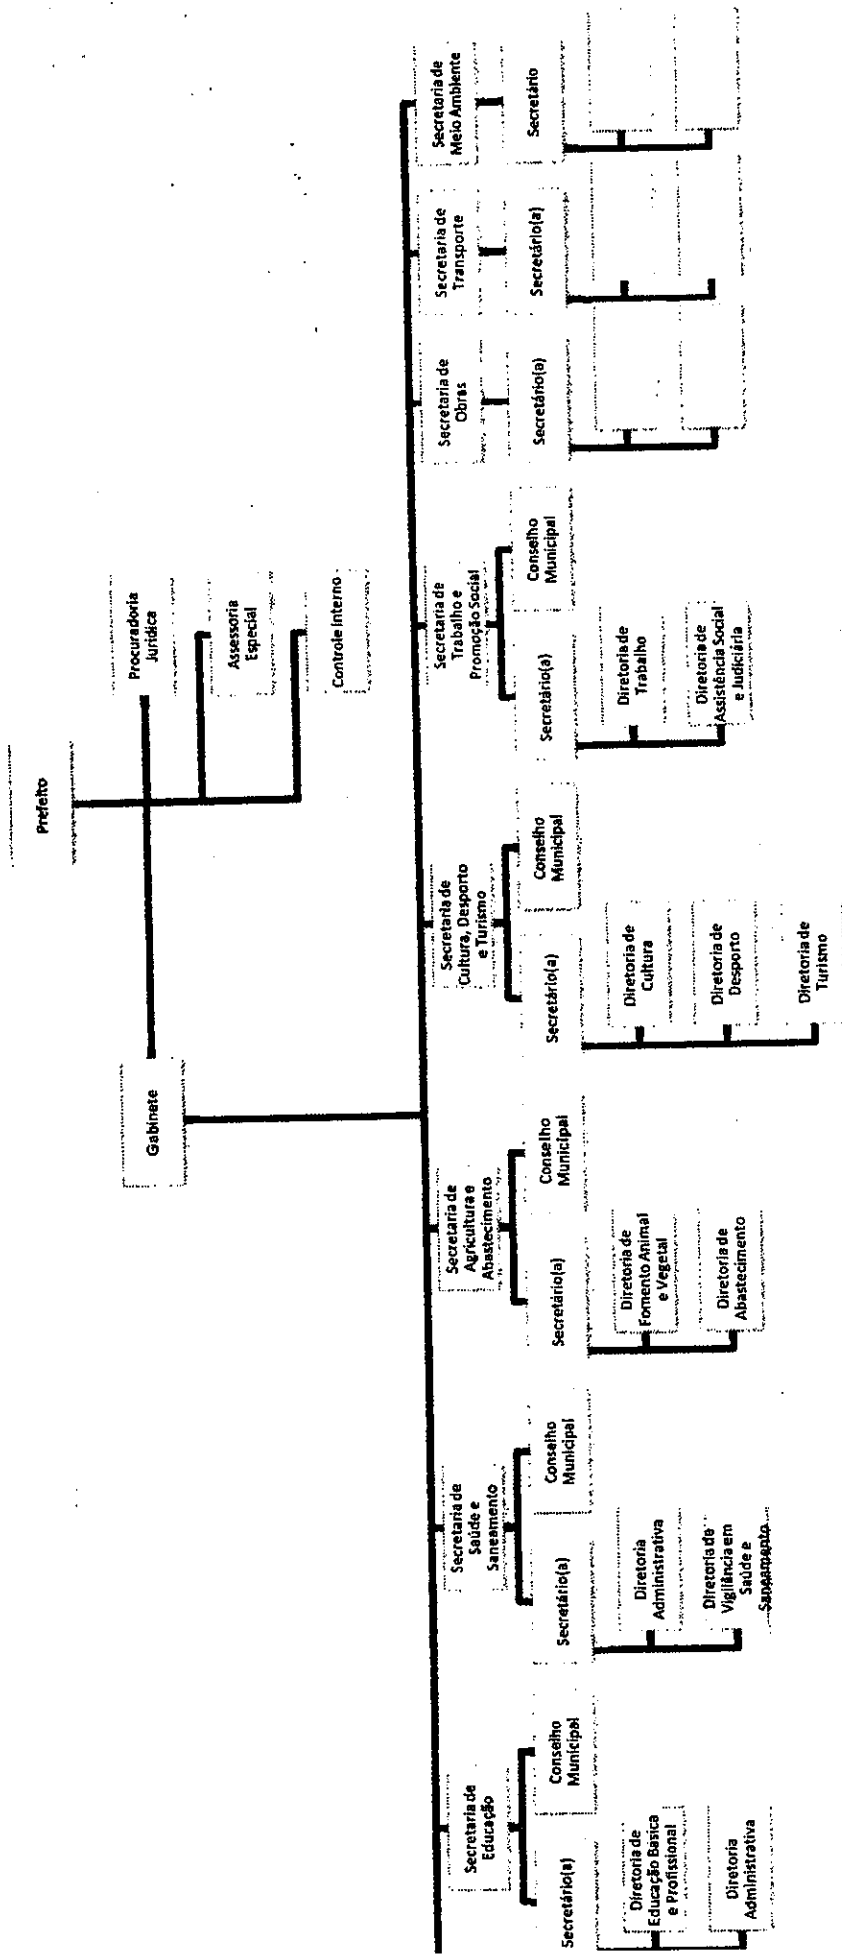 Prefeito
Gabinete
Procuradoria
Jurídica
Assessoria
Especial
Controle Interno
Secretaria de
Educação
Secretaria de
Saúde e
Saneamento
Secretaria de
Agricultura e
Abastecimento
Secretaria de
Cultura, Desporto
e Turismo
Secretaria de
Trabalho e
Promoção Social
Secretaria de
Obras
Secretaria de
Transporte
Secretaria de
Meio Ambiente
Secretário(a)
Conselho
Municipal
Secretário(a)
Conselho
Municipal
Secretário(a)
Conselho
Municipal
Secretário(a)
Conselho
Municipal
Secretário(a)
Conselho
Municipal
Secretário(a)
Secretário(a)
Secretário
Diretoria de
Educação Basica
e Profissional
Diretoria
Administrativa
Diretoria
Administrativa
Diretoria de
Vigilância em
Saúde e
Saneamento
Diretoria de
Fomento Animal
e Vegetal
Diretoria de
Abastecimento
Diretoria de
Cultura
Diretoria de
Desporto
Diretoria de
Turismo
Diretoria de
Trabalho
Diretoria de
Assistência Social
e Judiciária